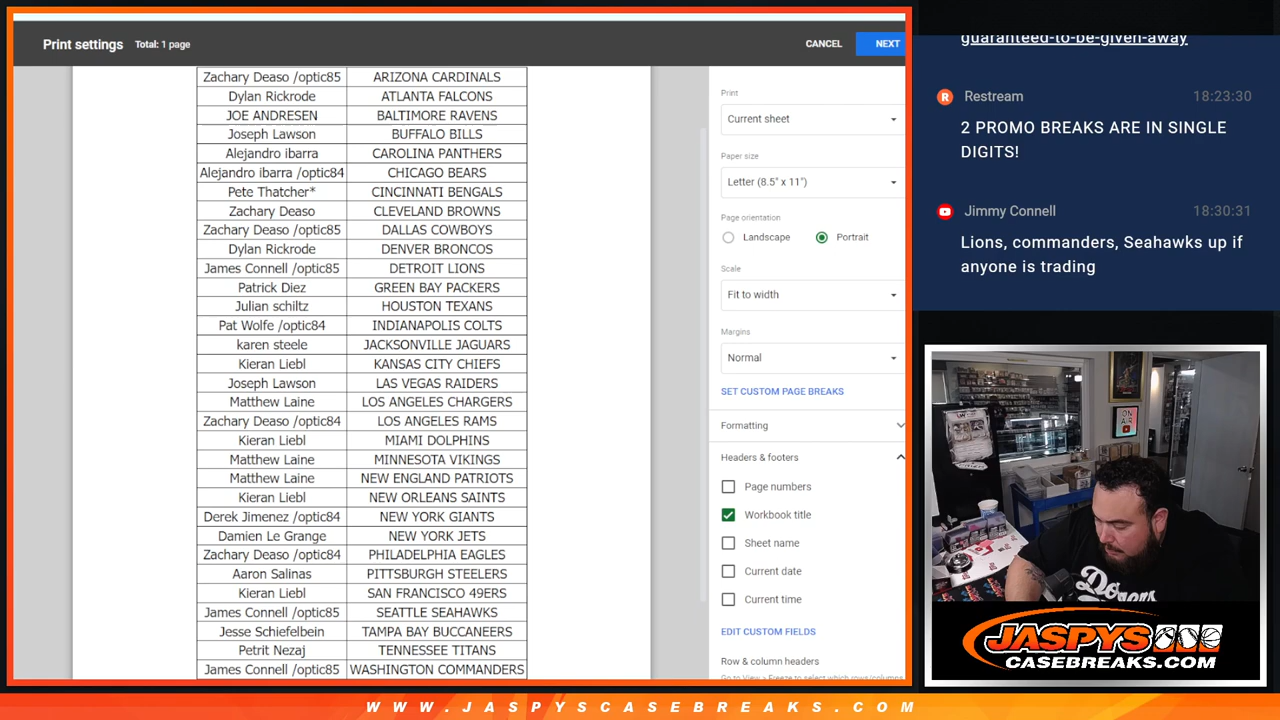 Print settings Total: 1 page CANCEL NEXT
Zachary Deaso /optic85 ARIZONA CARDINALS
Dylan Rickrode ATLANTA FALCONS
JOE ANDRESEN BALTIMORE RAVENS
Joseph Lawson BUFFALO BILLS
Alejandro ibarra CAROLINA PANTHERS
Alejandro ibarra /optic84 CHICAGO BEARS
Pete Thatcher* CINCINNATI BENGALS
Zachary Deaso CLEVELAND BROWNS
Zachary Deaso /optic85 DALLAS COWBOYS
Dylan Rickrode DENVER BRONCOS
James Connell /optic85 DETROIT LIONS
Patrick Diez GREEN BAY PACKERS
Julian schiltz HOUSTON TEXANS
Pat Wolfe /optic84 INDIANAPOLIS COLTS
karen steele JACKSONVILLE JAGUARS
Kieran Liebl KANSAS CITY CHIEFS
Joseph Lawson LAS VEGAS RAIDERS
Matthew Laine LOS ANGELES CHARGERS
Zachary Deaso /optic85 LOS ANGELES RAMS
Kieran Liebl MIAMI DOLPHINS
Matthew Laine MINNESOTA VIKINGS
Matthew Laine NEW ENGLAND PATRIOTS
Kieran Liebl NEW ORLEANS SAINTS
Derek Jimenez /optic84 NEW YORK GIANTS
Damien Le Grange NEW YORK JETS
Zachary Deaso /optic84 PHILADELPHIA EAGLES
Aaron Salinas PITTSBURGH STEELERS
Kieran Liebl SAN FRANCISCO 49ERS
James Connell /optic85 SEATTLE SEAHAWKS
Jesse Schiefelbein TAMPA BAY BUCCANEERS
Petrit Nezaj TENNESSEE TITANS
James Connell /optic85 WASHINGTON COMMANDERS
Print
Current sheet
Paper size
Letter (8.5" x 11")
Page orientation
Landscape Portrait
Scale
Fit to width
Margins
Normal
SET CUSTOM PAGE BREAKS
Formatting
Headers & footers
Page numbers
Workbook title
Sheet name
Current date
Current time
EDIT CUSTOM FIELDS
Row & column headers
Go to View > Freeze to select which rows/columns
guaranteed-to-be-given-away
Restream 18:23:30
2 PROMO BREAKS ARE IN SINGLE
DIGITS!
Jimmy Connell 18:30:31
Lions, commanders, Seahawks up if
anyone is trading
ON
AIR
JASPYS
CASEBREAKS.COM
WWW.JASPYSCASEBREAKS.COM